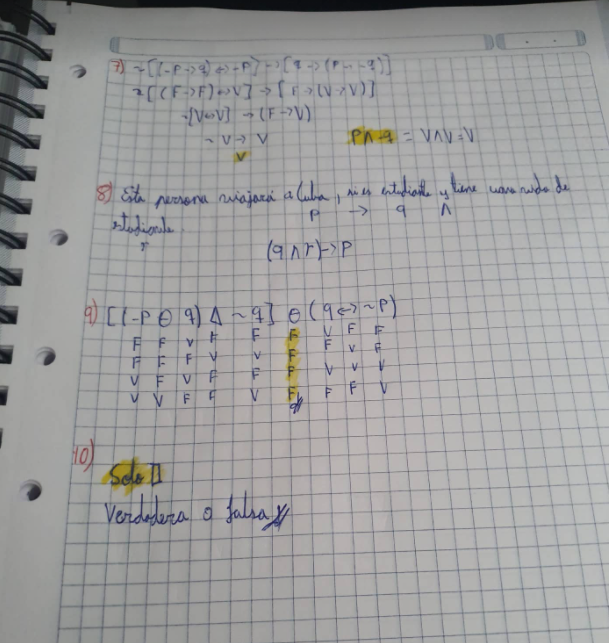 7) ~[(-P→q)↔-P]→[q→(P→-q)]
~[(F→F)↔V]→[F→(V→V)]
~[V↔V]→(F→V)
~V→V
P∧-q = V∧V=V
V
8) Esta persona viajará a Cuba, si es estudiante y tiene una ruda de
P → q ∧
estudiante.
r
(q∧r)→P
9) [(-P θ q) Δ ~q] θ (q↔~P)
F F V F F F V F F
F F F V V F F V F
V F V F F F V V V
V V F F V F F F V
10)
Solo II
Verdadera o falsa